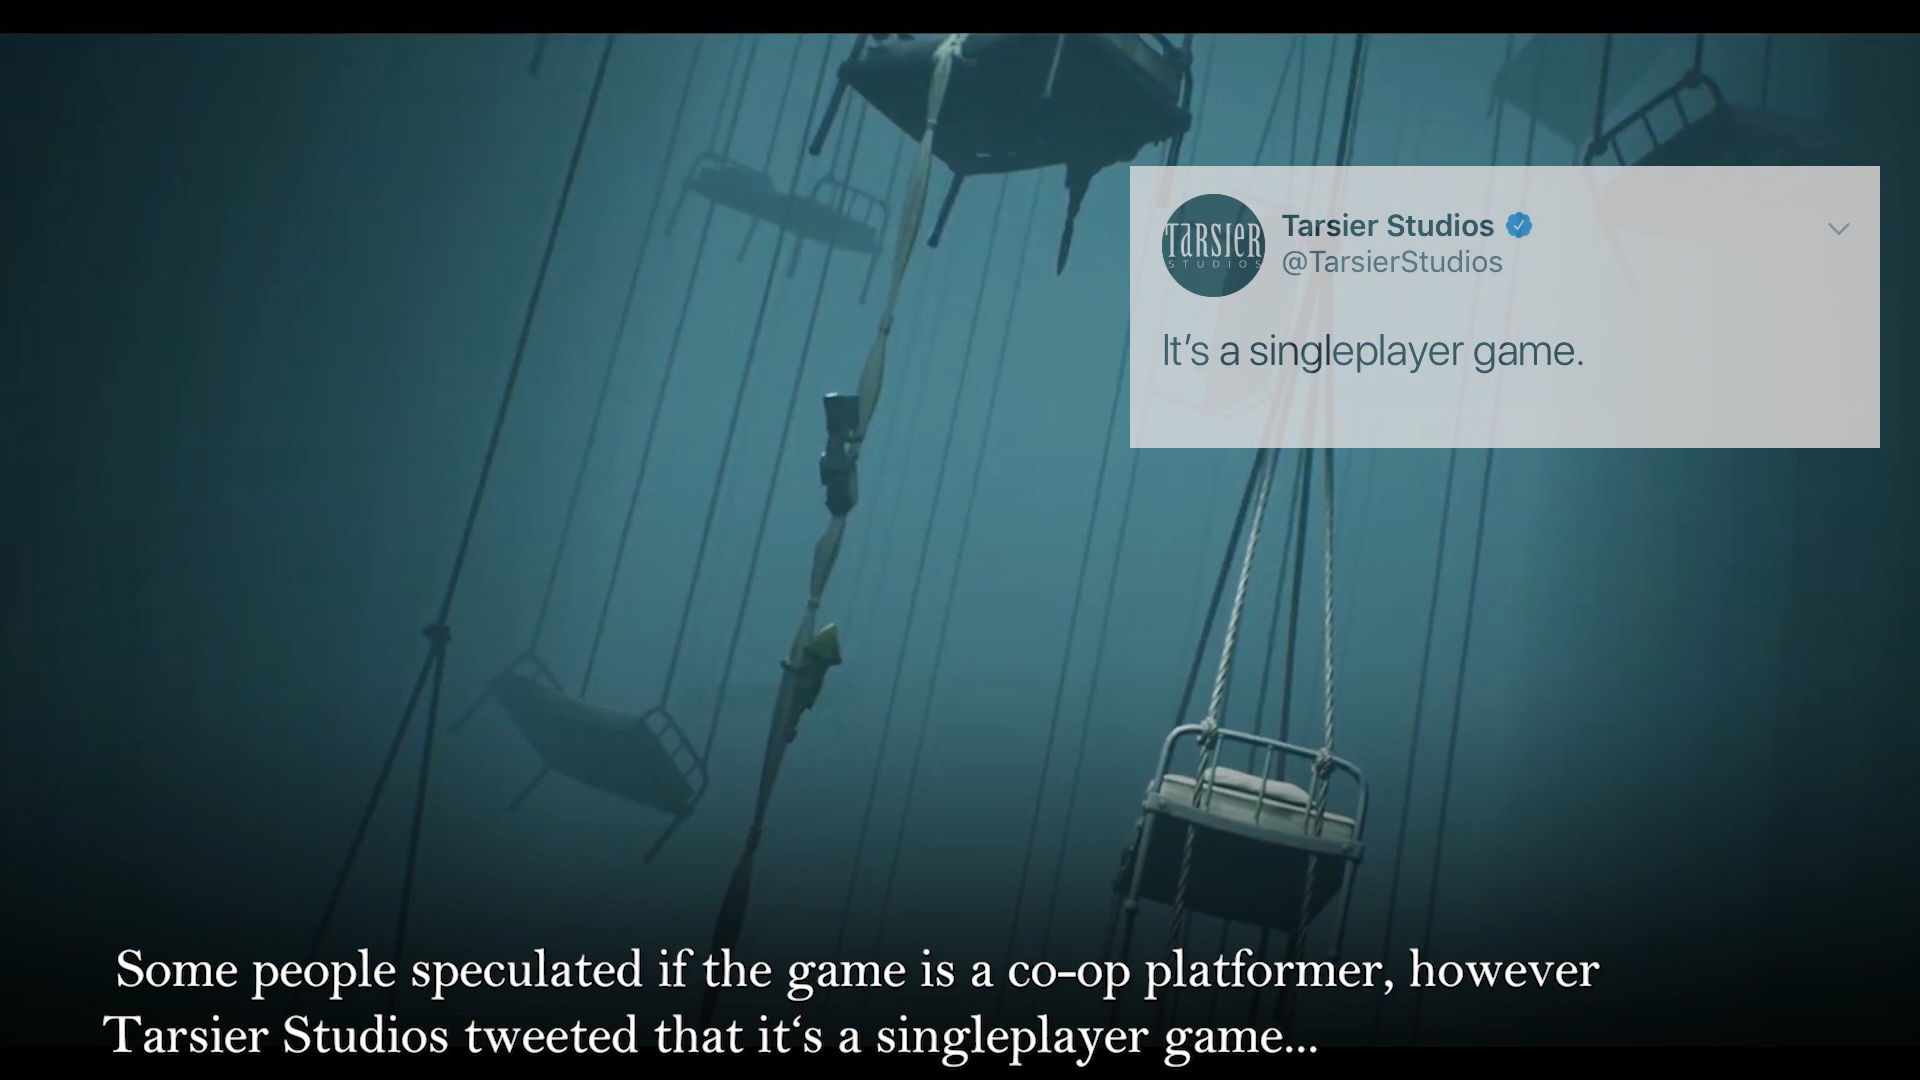 TARSIER
STUDIOS
Tarsier Studios
@TarsierStudios
It’s a singleplayer game.
Some people speculated if the game is a co-op platformer, however
Tarsier Studios tweeted that it‘s a singleplayer game...